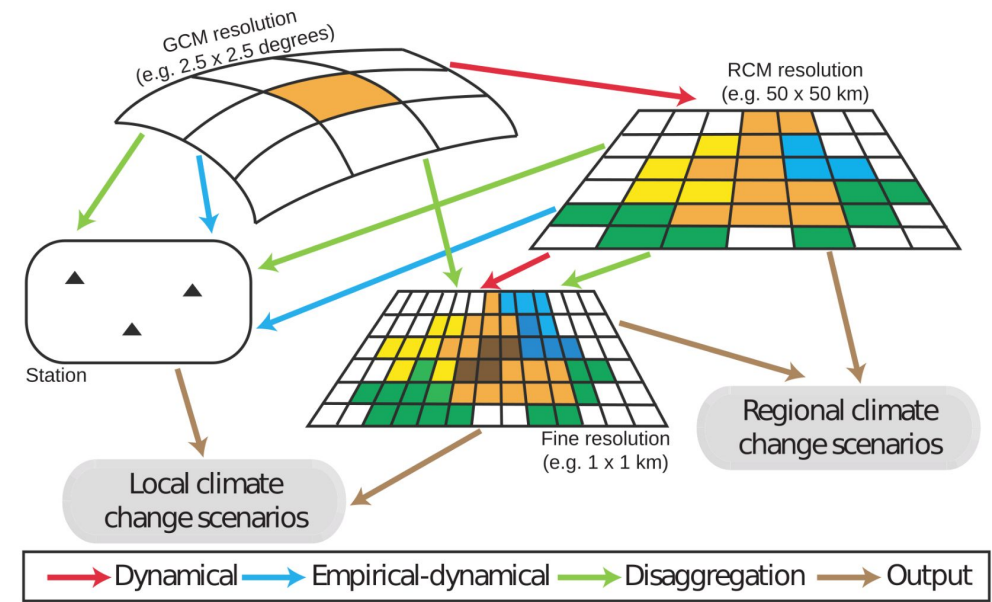 GCM resolution
(e.g. 2.5 x 2.5 degrees)
RCM resolution
(e.g. 50 x 50 km)
Station
Fine resolution
(e.g. 1 x 1 km)
Regional climate
change scenarios
Local climate
change scenarios
Dynamical Empirical-dynamical Disaggregation Output